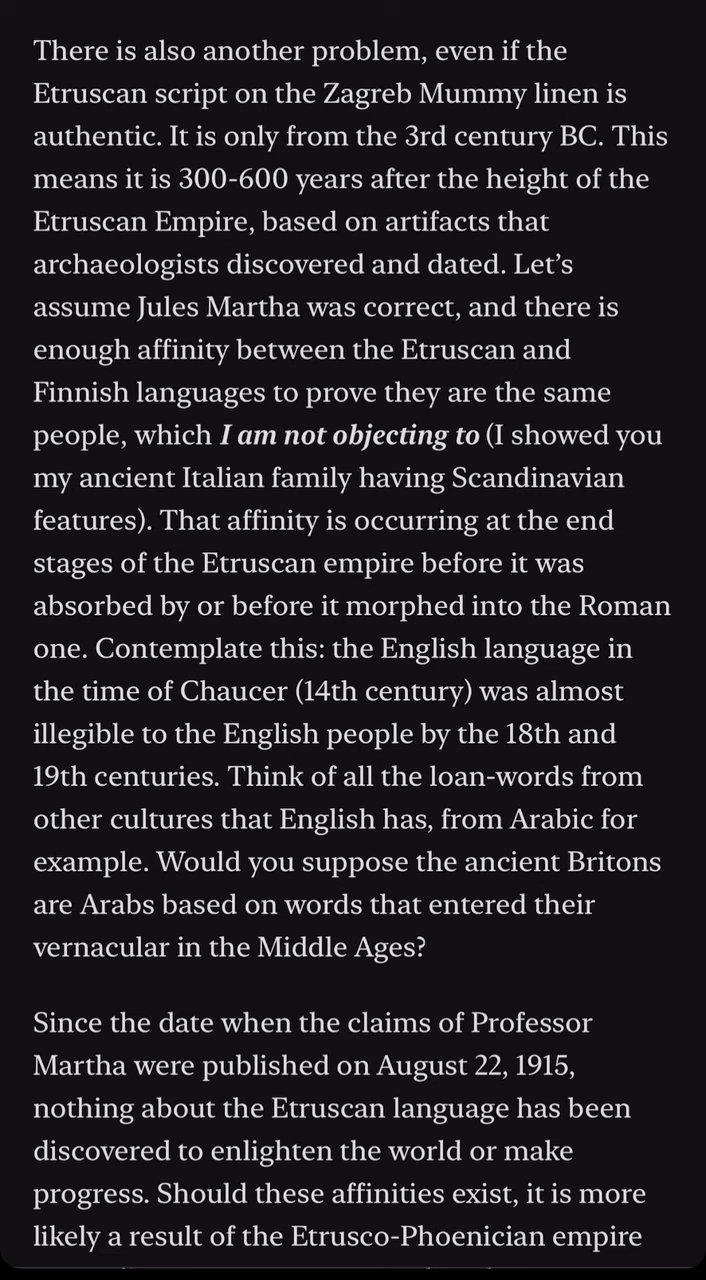 There is also another problem, even if the
Etruscan script on the Zagreb Mummy linen is
authentic. It is only from the 3rd century BC. This
means it is 300-600 years after the height of the
Etruscan Empire, based on artifacts that
archaeologists discovered and dated. Let’s
assume Jules Martha was correct, and there is
enough affinity between the Etruscan and
Finnish languages to prove they are the same
people, which I am not objecting to (I showed you
my ancient Italian family having Scandinavian
features). That affinity is occurring at the end
stages of the Etruscan empire before it was
absorbed by or before it morphed into the Roman
one. Contemplate this: the English language in
the time of Chaucer (14th century) was almost
illegible to the English people by the 18th and
19th centuries. Think of all the loan-words from
other cultures that English has, from Arabic for
example. Would you suppose the ancient Britons
are Arabs based on words that entered their
vernacular in the Middle Ages?
Since the date when the claims of Professor
Martha were published on August 22, 1915,
nothing about the Etruscan language has been
discovered to enlighten the world or make
progress. Should these affinities exist, it is more
likely a result of the Etrusco-Phoenician empire